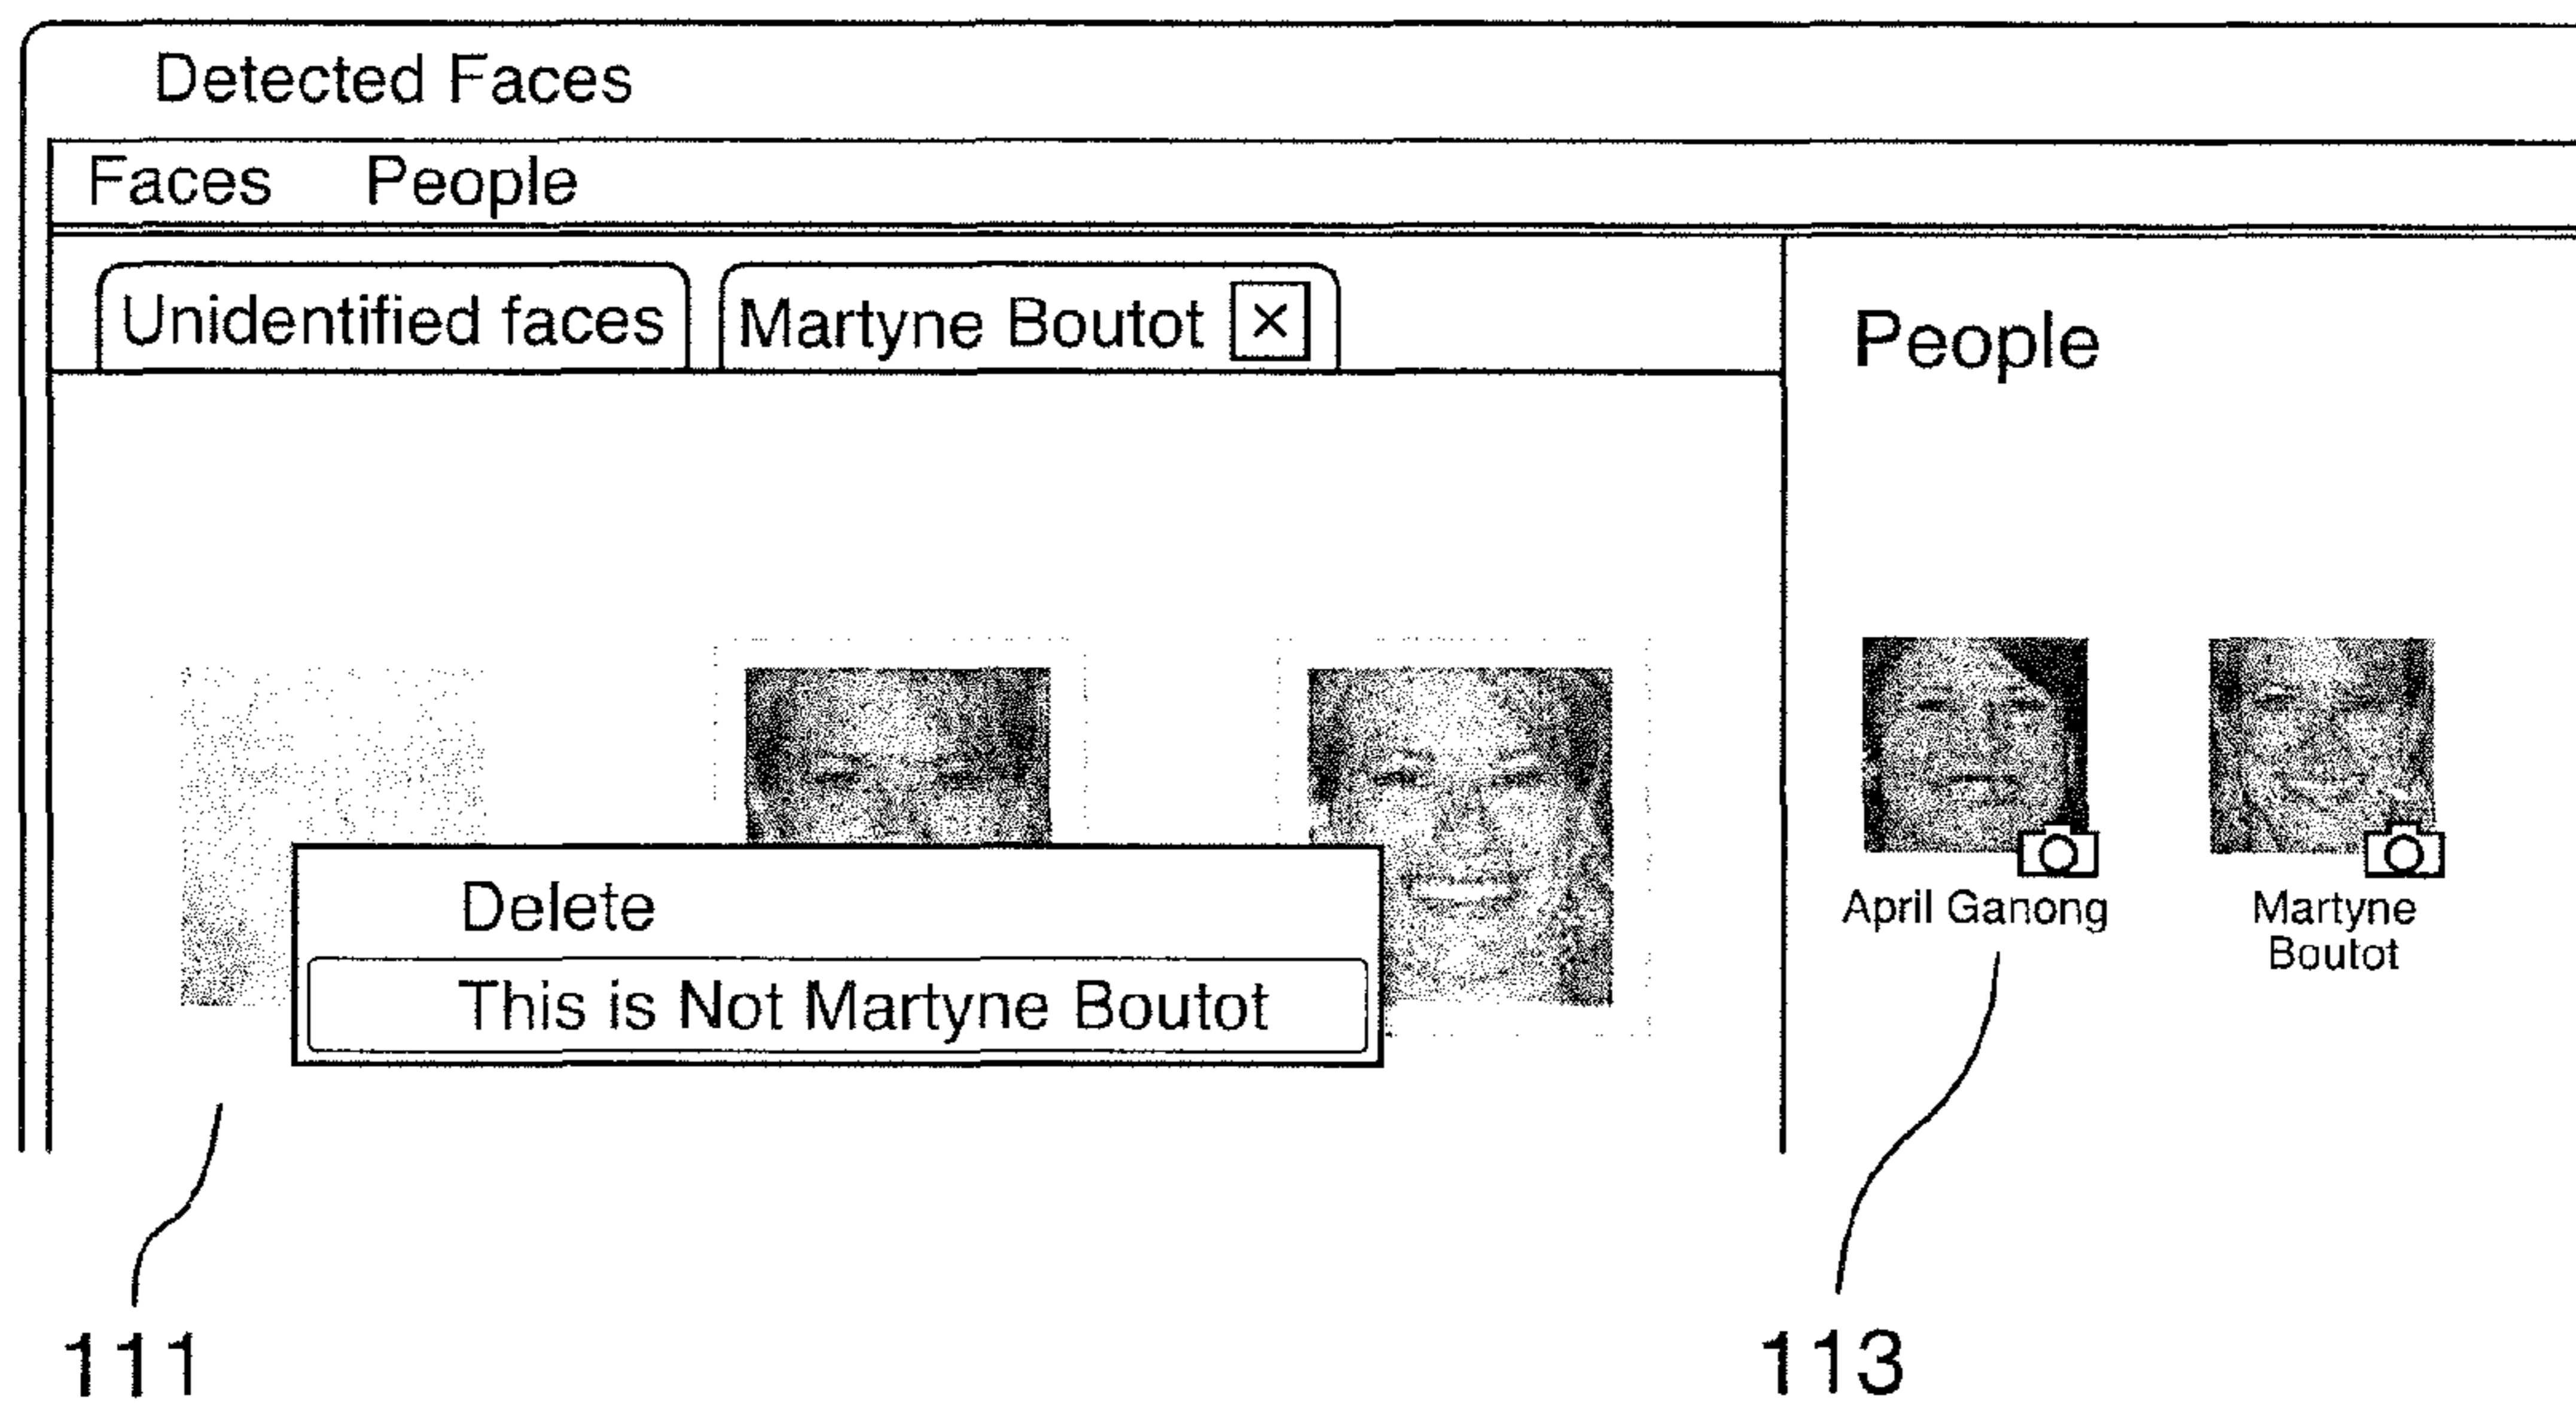 Detected Faces
Faces People
Unidentified faces Martyne Boutot ×
People
Delete
This is Not Martyne Boutot
April Ganong
Martyne
Boutot
111
113